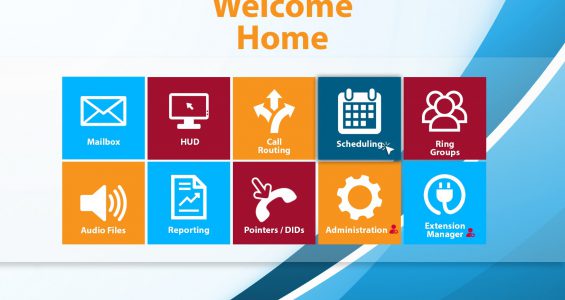 Welcome
Home
Mailbox
HUD
Call
Routing
Scheduling
Ring
Groups
Audio Files
Reporting
Pointers / DIDs
Administration
Extension
Manager